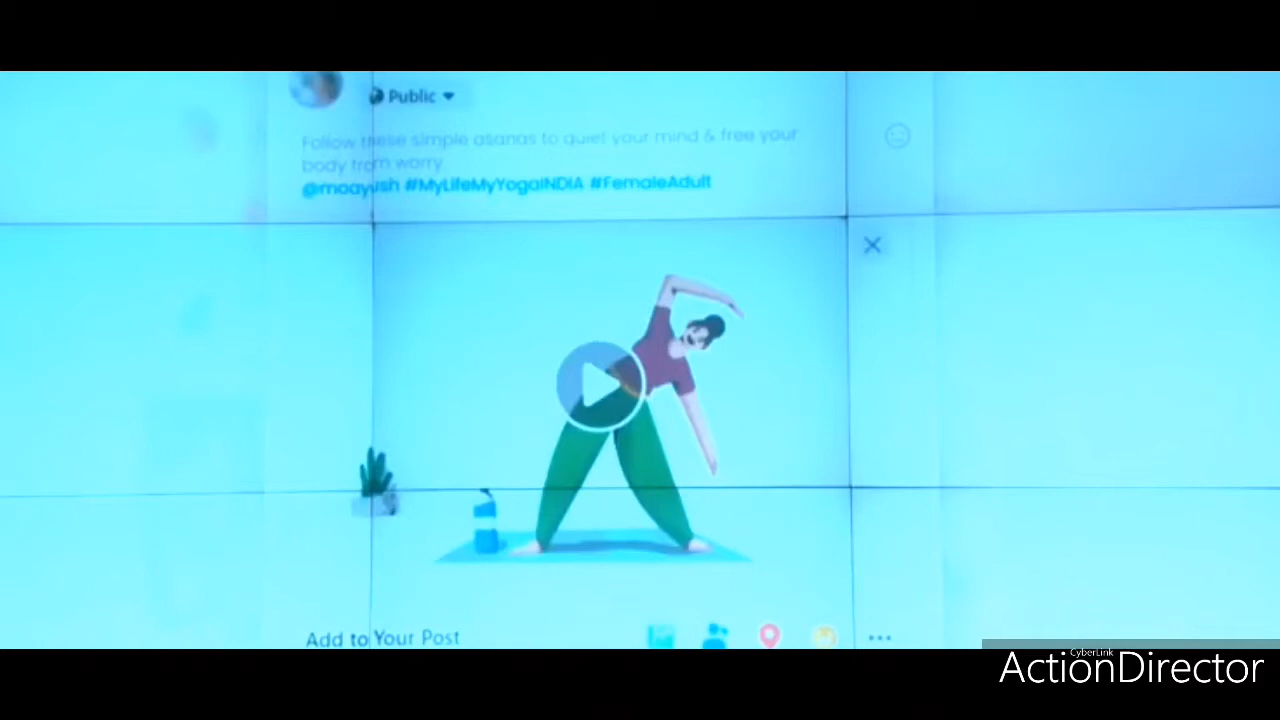 Public
Follow these simple asanas to quiet your mind & free your
body from worry.
@moayush #MyLifeMyYogaINDIA #FemaleAdult
Add to Your Post
CyberLink
ActionDirector